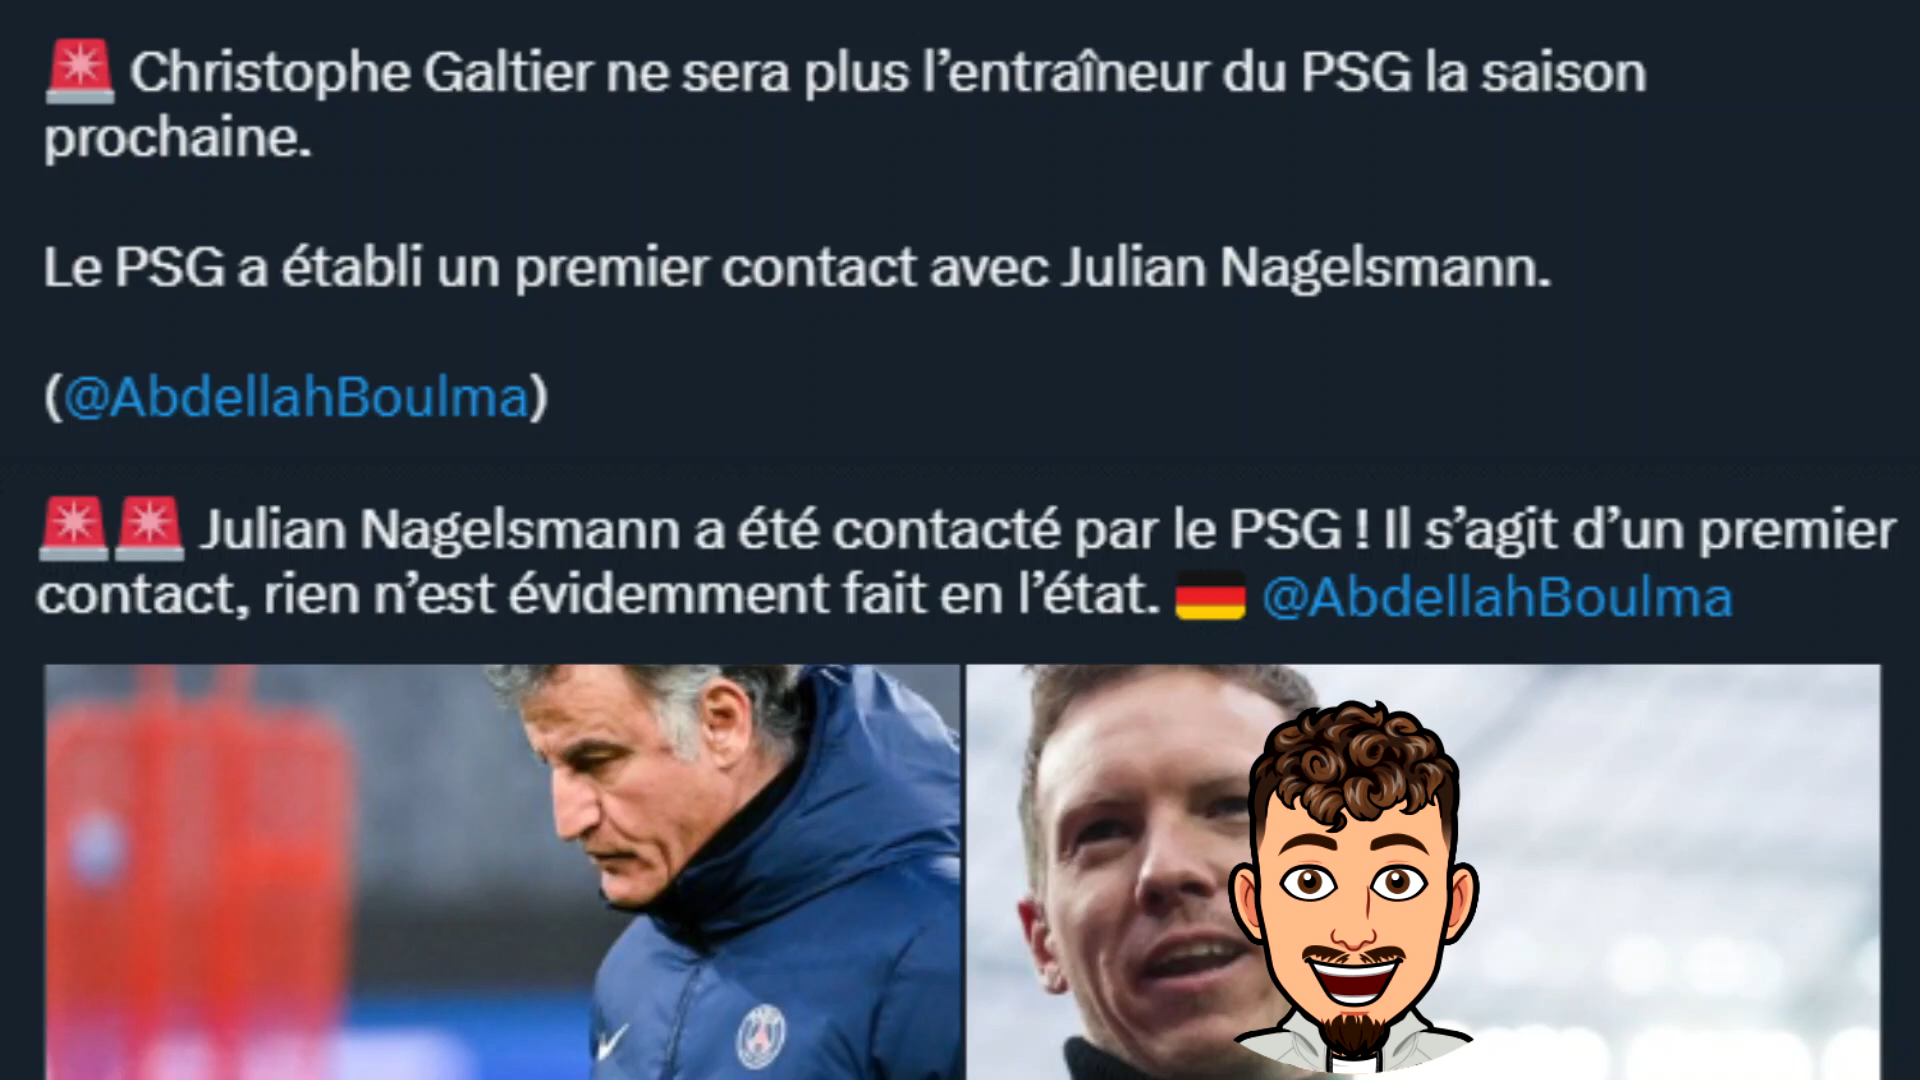 🚨 Christophe Galtier ne sera plus l’entraîneur du PSG la saison
prochaine.
Le PSG a établi un premier contact avec Julian Nagelsmann.
(@AbdellahBoulma)
🚨🚨 Julian Nagelsmann a été contacté par le PSG ! Il s’agit d’un premier
contact, rien n’est évidemment fait en l’état. 🇩🇪 @AbdellahBoulma